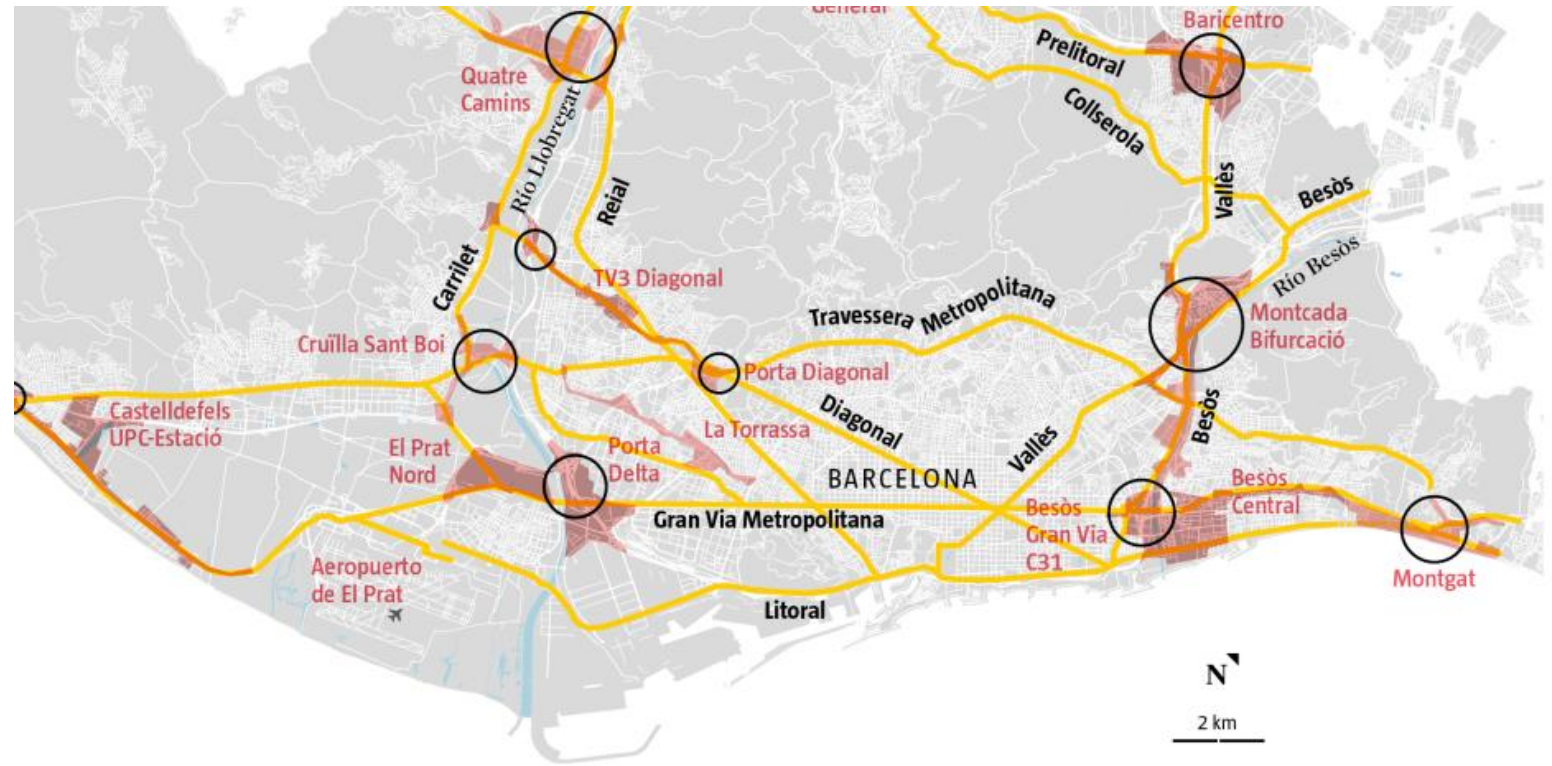 General
Baricentro
Prelitoral
Quatre
Camins
Collserola
Río Llobregat
Reial
Vallès
Besòs
Río Besòs
Carrilet
TV3 Diagonal
Travessera Metropolitana
Montcada
Bifurcació
Cruïlla Sant Boi
Porta Diagonal
Castelldefels
UPC-Estació
Diagonal
La Torrassa
Besòs
Vallès
El Prat
Nord
Porta
Delta
BARCELONA
Gran Via Metropolitana
Besòs
Gran Via
C31
Besòs
Central
Aeropuerto
de El Prat
Litoral
Montgat
N
2 km